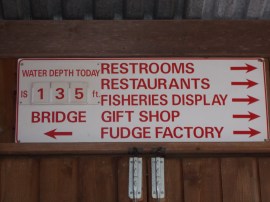 WATER DEPTH TODAY
IS 135 ft.
BRIDGE
RESTROOMS
RESTAURANTS
FISHERIES DISPLAY
GIFT SHOP
FUDGE FACTORY